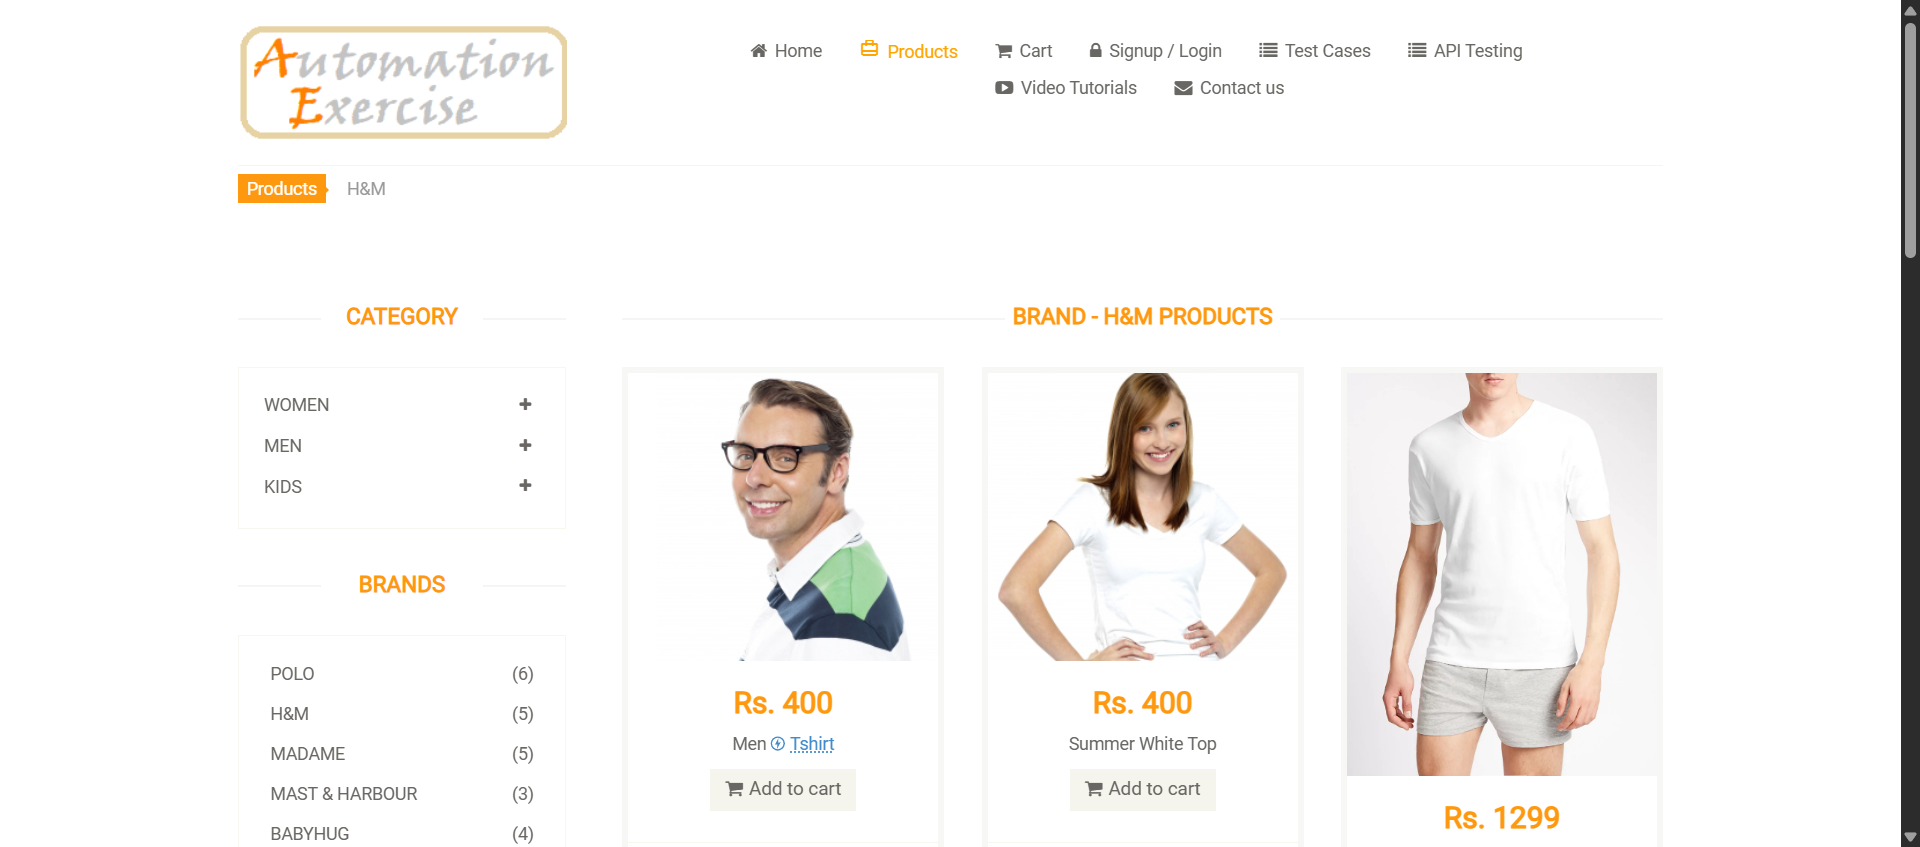 Automation
Exercise
Home
Products
Cart
Signup / Login
Test Cases
API Testing
Video Tutorials
Contact us
Products
H&M
CATEGORY
WOMEN
MEN
KIDS
BRANDS
POLO (6)
H&M (5)
MADAME (5)
MAST & HARBOUR (3)
BABYHUG (4)
BRAND - H&M PRODUCTS
Rs. 400
Men Tshirt
Add to cart
Rs. 400
Summer White Top
Add to cart
Rs. 1299